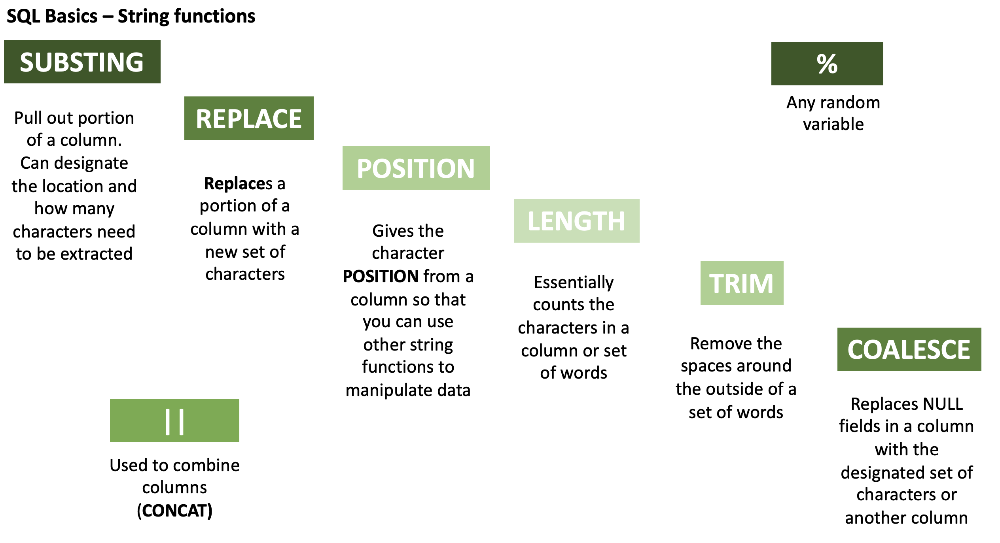 SQL Basics – String functions
SUBSTING
Pull out portion
of a column.
Can designate
the location and
how many
characters need
to be extracted
REPLACE
Replaces a
portion of a
column with a
new set of
characters
POSITION
Gives the
character
POSITION from a
column so that
you can use
other string
functions to
manipulate data
LENGTH
Essentially
counts the
characters in a
column or set
of words
TRIM
Remove the
spaces around
the outside of a
set of words
COALESCE
Replaces NULL
fields in a column
with the
designated set of
characters or
another column
%
Any random
variable
||
Used to combine
columns
(CONCAT)